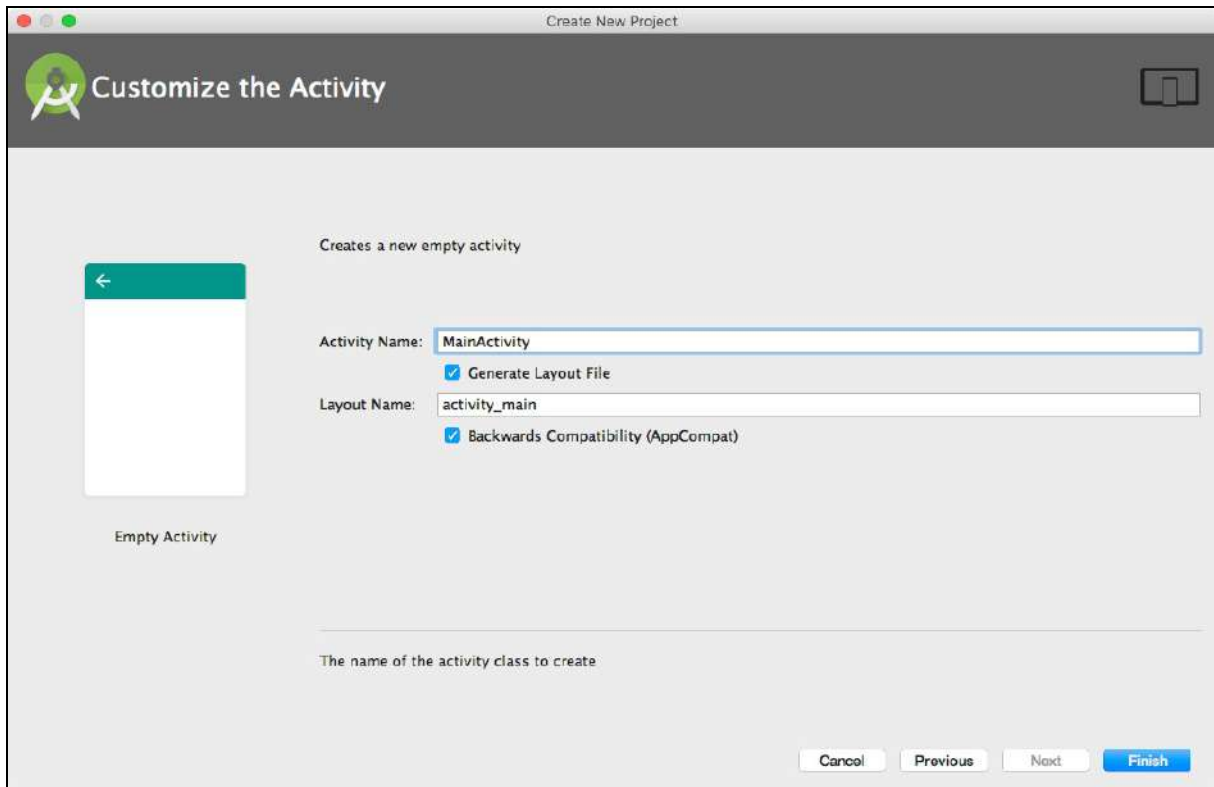 Create New Project
Customize the Activity
Creates a new empty activity
Activity Name: MainActivity
Generate Layout File
Layout Name: activity_main
Backwards Compatibility (AppCompat)
Empty Activity
The name of the activity class to create
Cancel Previous Next Finish